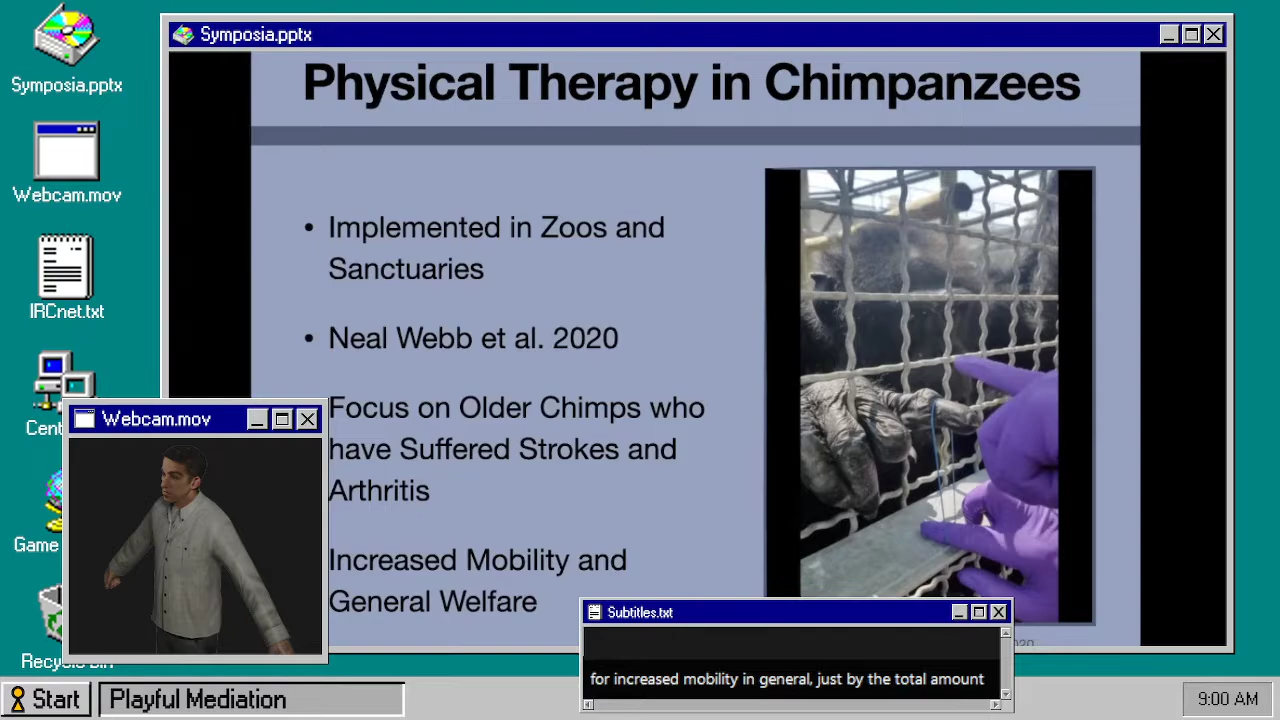 Symposia.pptx
Symposia.pptx
Physical Therapy in Chimpanzees
Webcam.mov
• Implemented in Zoos and
Sanctuaries
IRCnet.txt
• Neal Webb et al. 2020
Cent
Webcam.mov
Focus on Older Chimps who
have Suffered Strokes and
Arthritis
Game
Increased Mobility and
General Welfare
Subtitles.txt
for increased mobility in general, just by the total amount
Start
Playful Mediation
9:00 AM